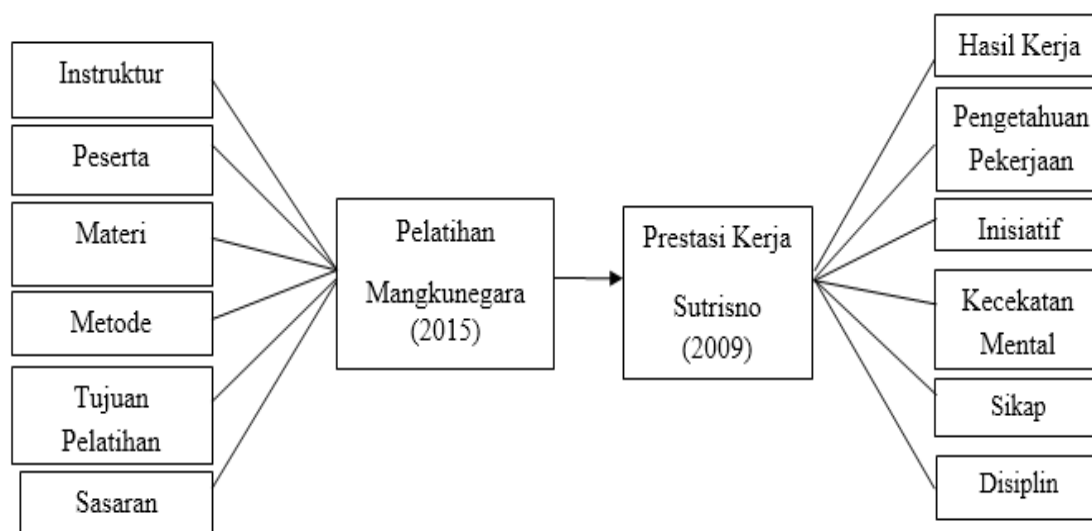 Instruktur
Peserta
Materi
Metode
Tujuan
Pelatihan
Sasaran
Pelatihan
Mangkunegara
(2015)
Prestasi Kerja
Sutrisno
(2009)
Hasil Kerja
Pengetahuan
Pekerjaan
Inisiatif
Kecekatan
Mental
Sikap
Disiplin